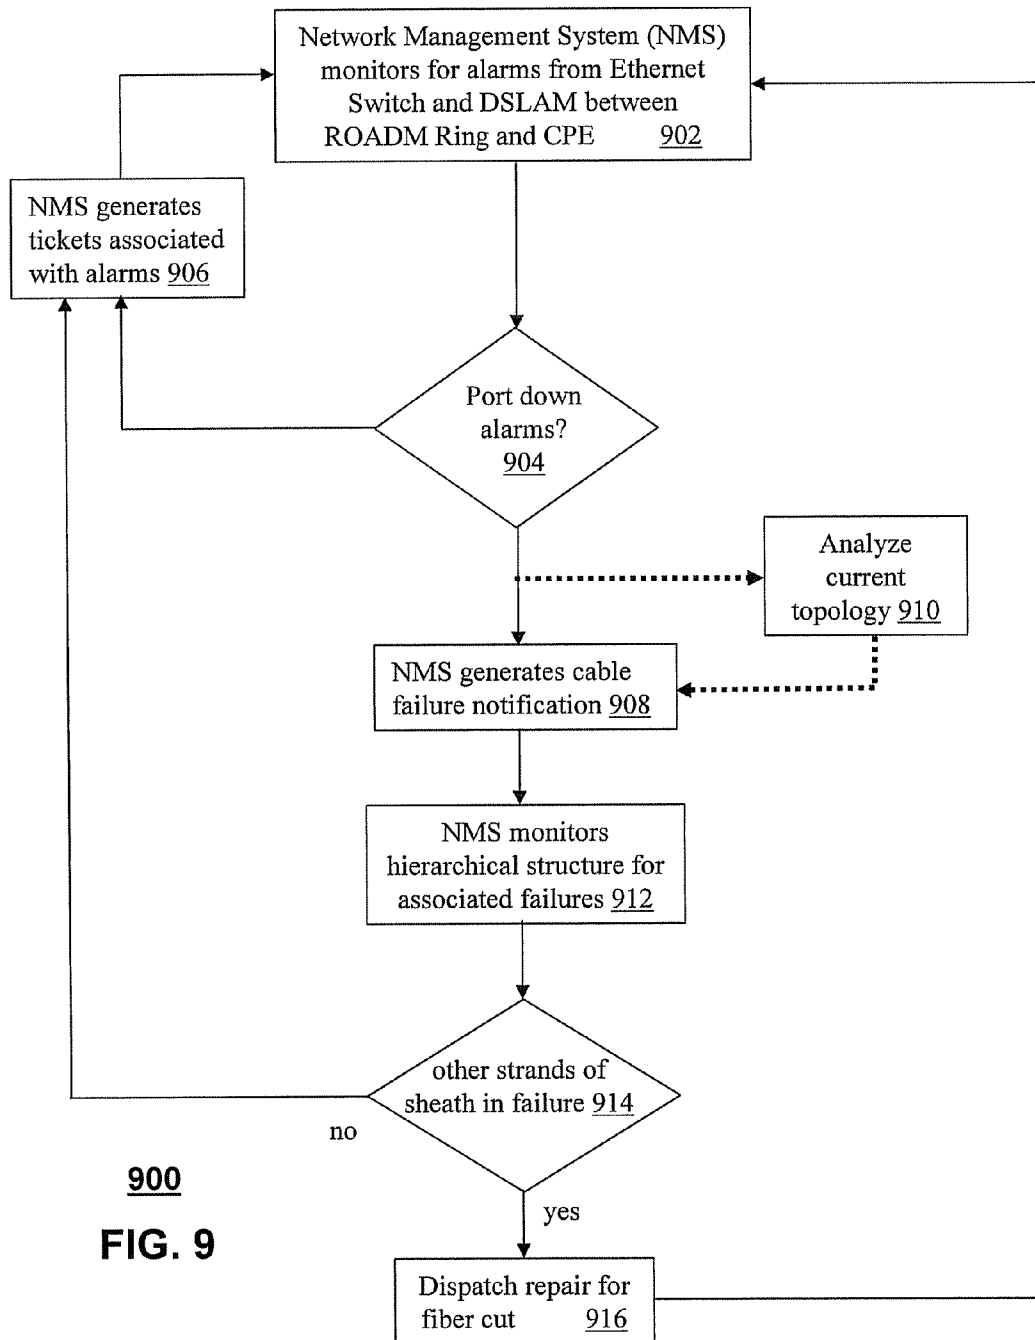 Network Management System (NMS)
monitors for alarms from Ethernet
Switch and DSLAM between
ROADM Ring and CPE 902
NMS generates
tickets associated
with alarms 906
Port down
alarms?
904
Analyze
current
topology 910
NMS generates cable
failure notification 908
NMS monitors
hierarchical structure for
associated failures 912
other strands of
sheath in failure 914
no
yes
900
FIG. 9
Dispatch repair for
fiber cut 916